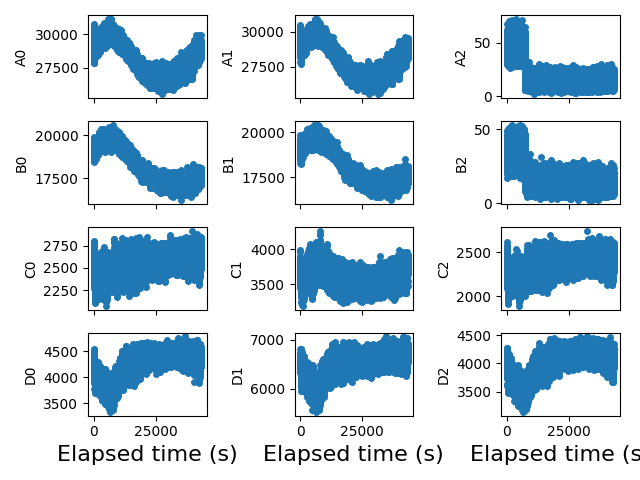 A0
30000
27500
A1
30000
27500
A2
50
0
B0
20000
17500
B1
20000
17500
B2
50
0
C0
2750
2500
2250
C1
4000
3500
C2
2500
2000
D0
4500
4000
3500
D1
7000
6000
D2
4500
4000
3500
0 25000
0 25000
0 25000
Elapsed time (s)
Elapsed time (s)
Elapsed time (s